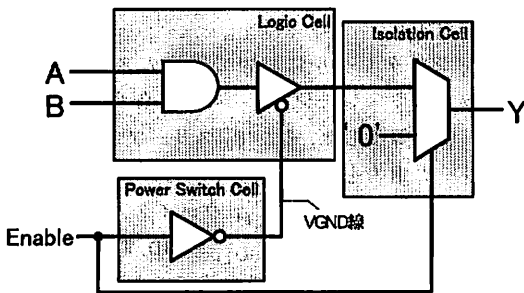 Logic Cell
Isolation Cell
A
B
Y
'0'
Power Switch Cell
VGND線
Enable